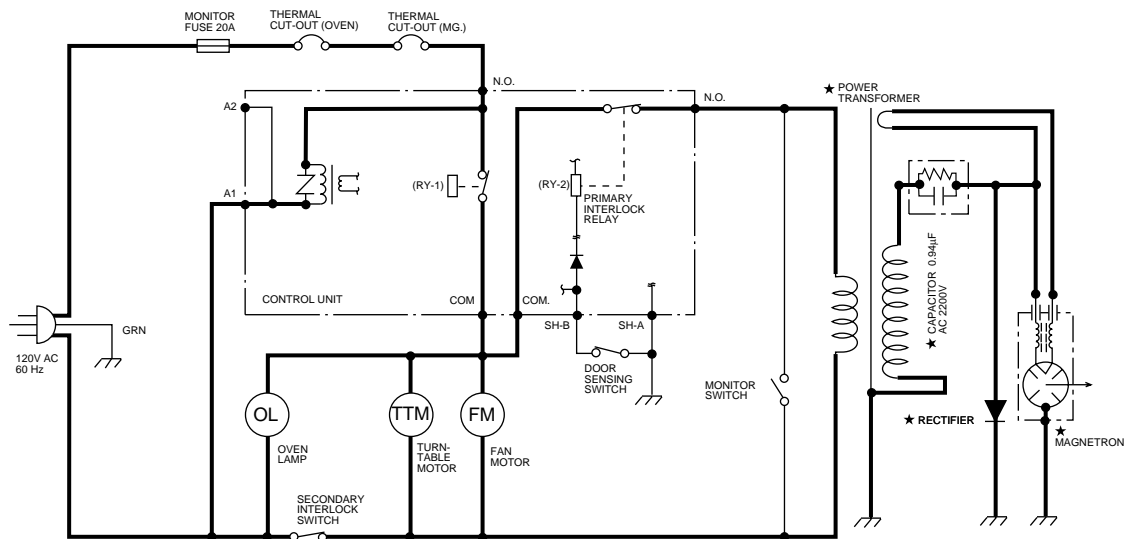 MONITOR
FUSE 20A
THERMAL
CUT-OUT (OVEN)
THERMAL
CUT-OUT (MG.)
N.O.
A2
N.O.
★ POWER
TRANSFORMER
A1
(RY-1)
(RY-2)
PRIMARY
INTERLOCK
RELAY
★ CAPACITOR 0.94µF
AC 2200V
CONTROL UNIT
COM
COM.
SH-B
SH-A
GRN
120V AC
60 Hz
DOOR
SENSING
SWITCH
MONITOR
SWITCH
OL
TTM
FM
★ RECTIFIER
★
MAGNETRON
OVEN
LAMP
TURN-
TABLE
MOTOR
FAN
MOTOR
SECONDARY
INTERLOCK
SWITCH